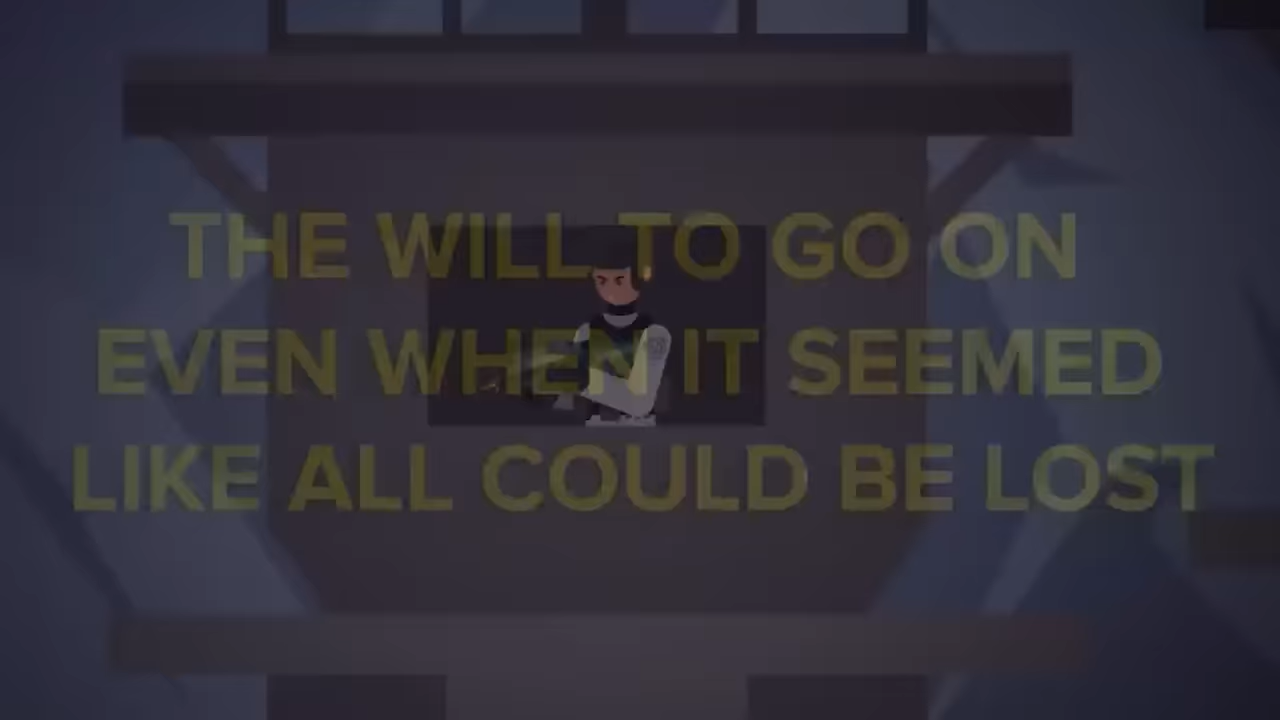 THE WILL TO GO ON
EVEN WHEN IT SEEMED
LIKE ALL COULD BE LOST